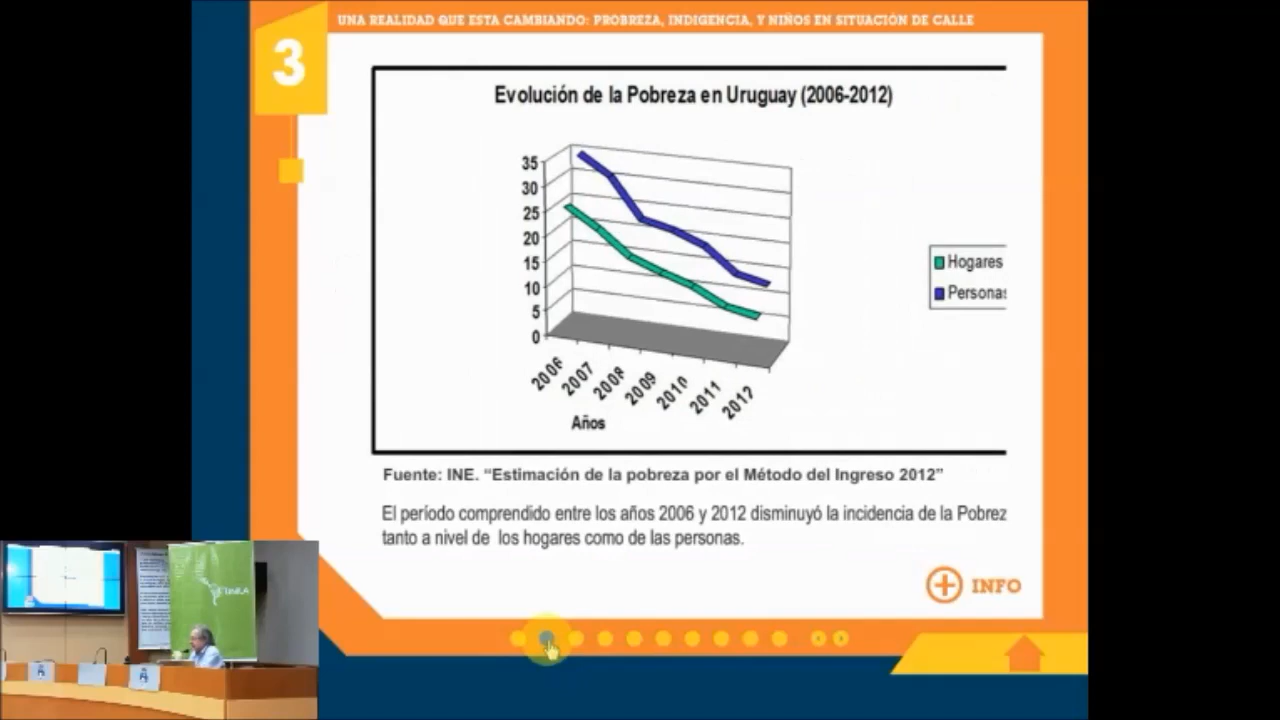 UNA REALIDAD QUE ESTA CAMBIANDO: PROBREZA, INDIGENCIA, Y NIÑOS EN SITUACIÓN DE CALLE
3
Evolución de la Pobreza en Uruguay (2006-2012)
35
30
25
20
15
10
5
0
2006
2007
2008
2009
2010
2011
2012
Años
Hogares
Personas
Fuente: INE. “Estimación de la pobreza por el Método del Ingreso 2012”
El período comprendido entre los años 2006 y 2012 disminuyó la incidencia de la Pobrez
tanto a nivel de los hogares como de las personas.
INFO